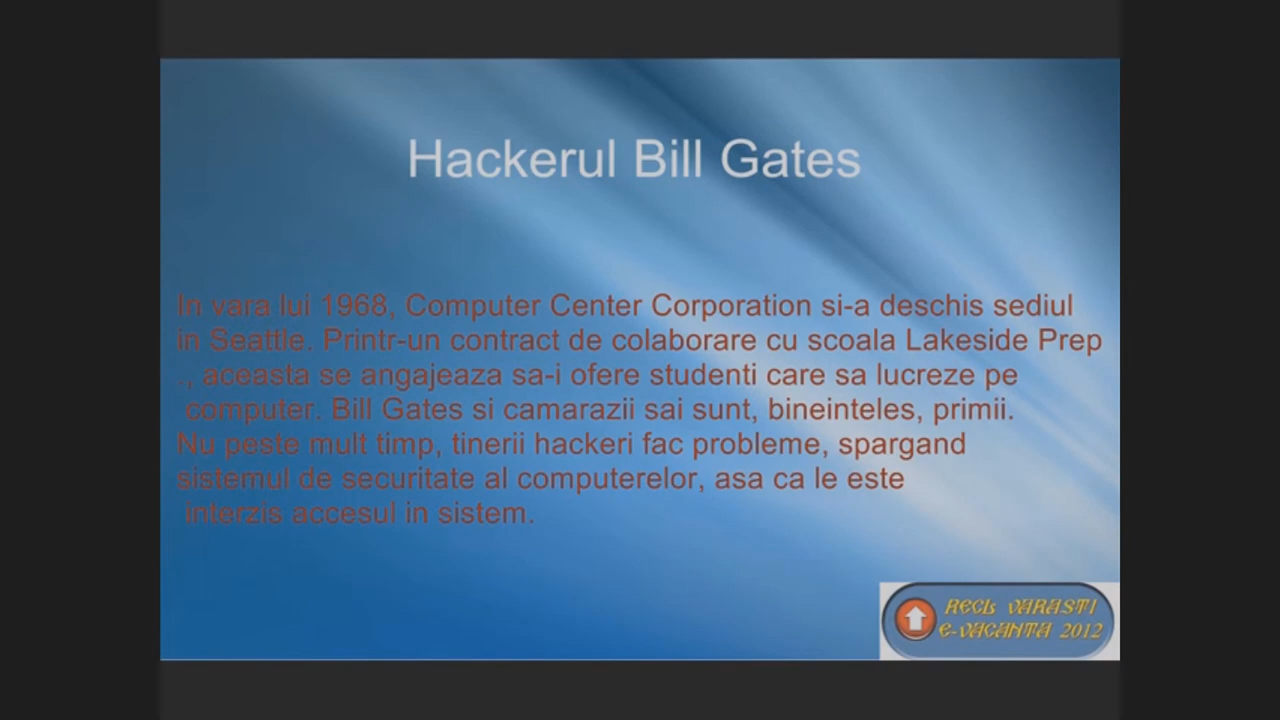 Hackerul Bill Gates
In vara lui 1968, Computer Center Corporation si-a deschis sediul
in Seattle. Printr-un contract de colaborare cu scoala Lakeside Prep
., aceasta se angajeaza sa-i ofere studenti care sa lucreze pe
computer. Bill Gates si camarazii sai sunt, bineinteles, primii.
Nu peste mult timp, tinerii hackeri fac probleme, spargand
sistemul de securitate al computerelor, asa ca le este
interzis accesul in sistem.
RECL VARASTI
E-VACANTA 2012